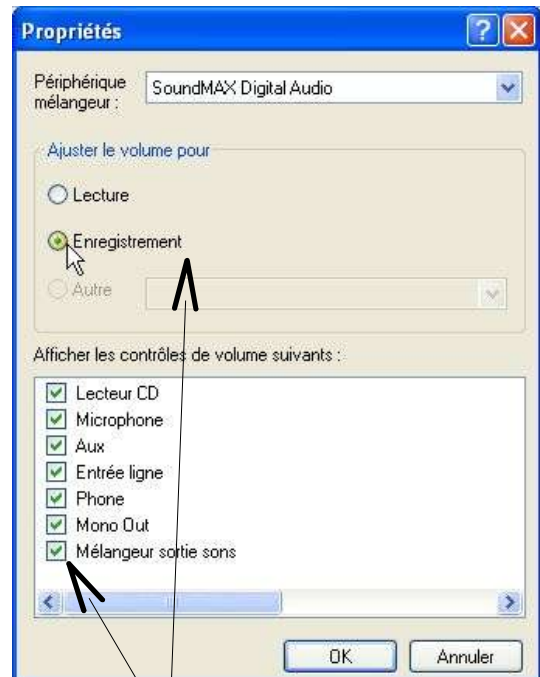 Propriétés
Périphérique
mélangeur :
SoundMAX Digital Audio
Ajuster le volume pour
Lecture
Enregistrement
Autre
Afficher les contrôles de volume suivants :
Lecteur CD
Microphone
Aux
Entrée ligne
Phone
Mono Out
Mélangeur sortie sons
OK
Annuler